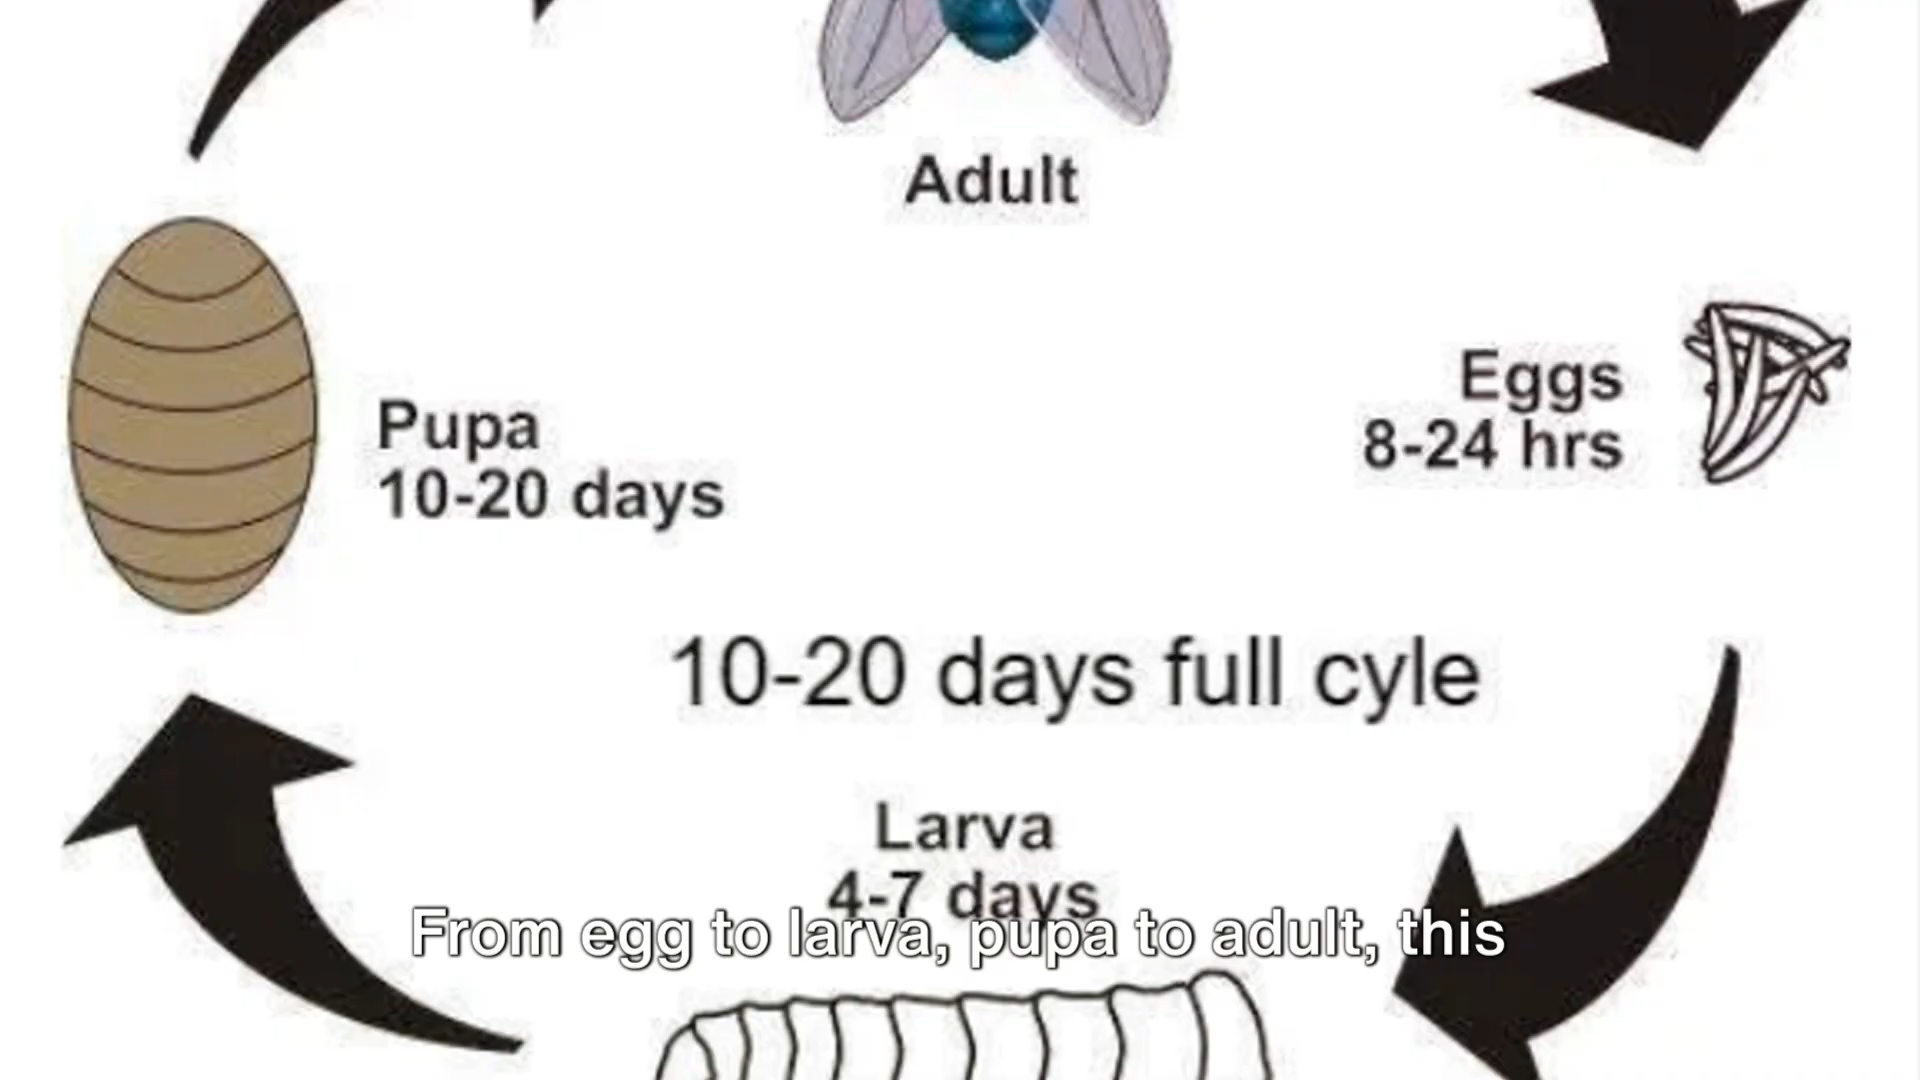 Adult
Pupa
10-20 days
Eggs
8-24 hrs
10-20 days full cyle
Larva
4-7 days
From egg to larva, pupa to adult, this